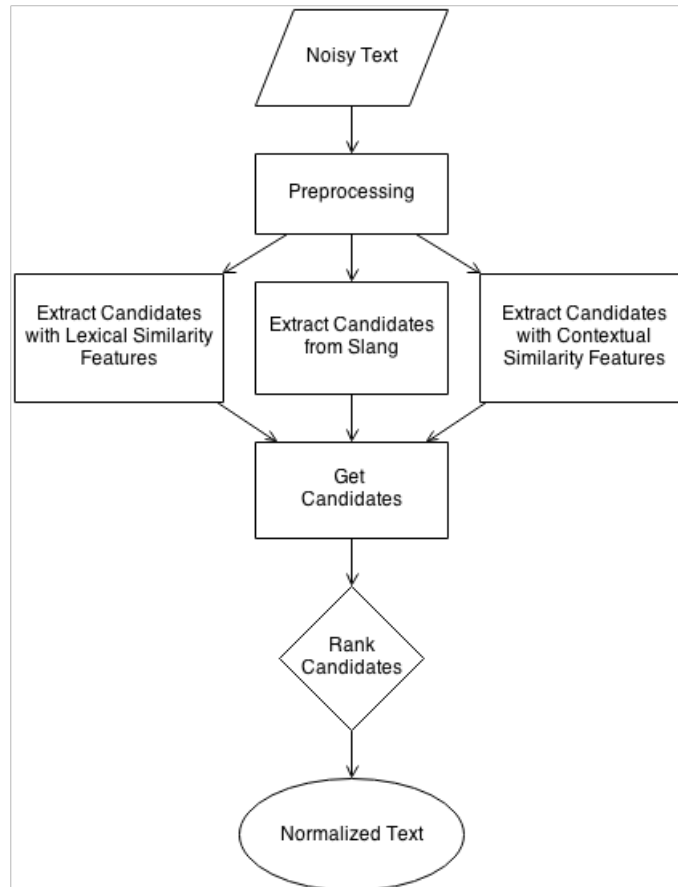 Noisy Text
Preprocessing
Extract Candidates
with Lexical Similarity
Features
Extract Candidates
from Slang
Extract Candidates
with Contextual
Similarity Features
Get
Candidates
Rank
Candidates
Normalized Text